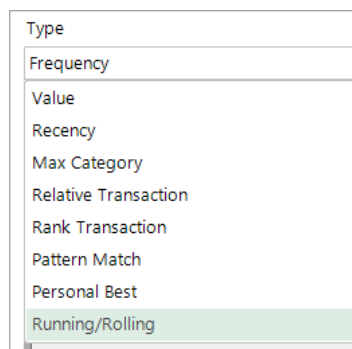 Type
Frequency
Value
Recency
Max Category
Relative Transaction
Rank Transaction
Pattern Match
Personal Best
Running/Rolling